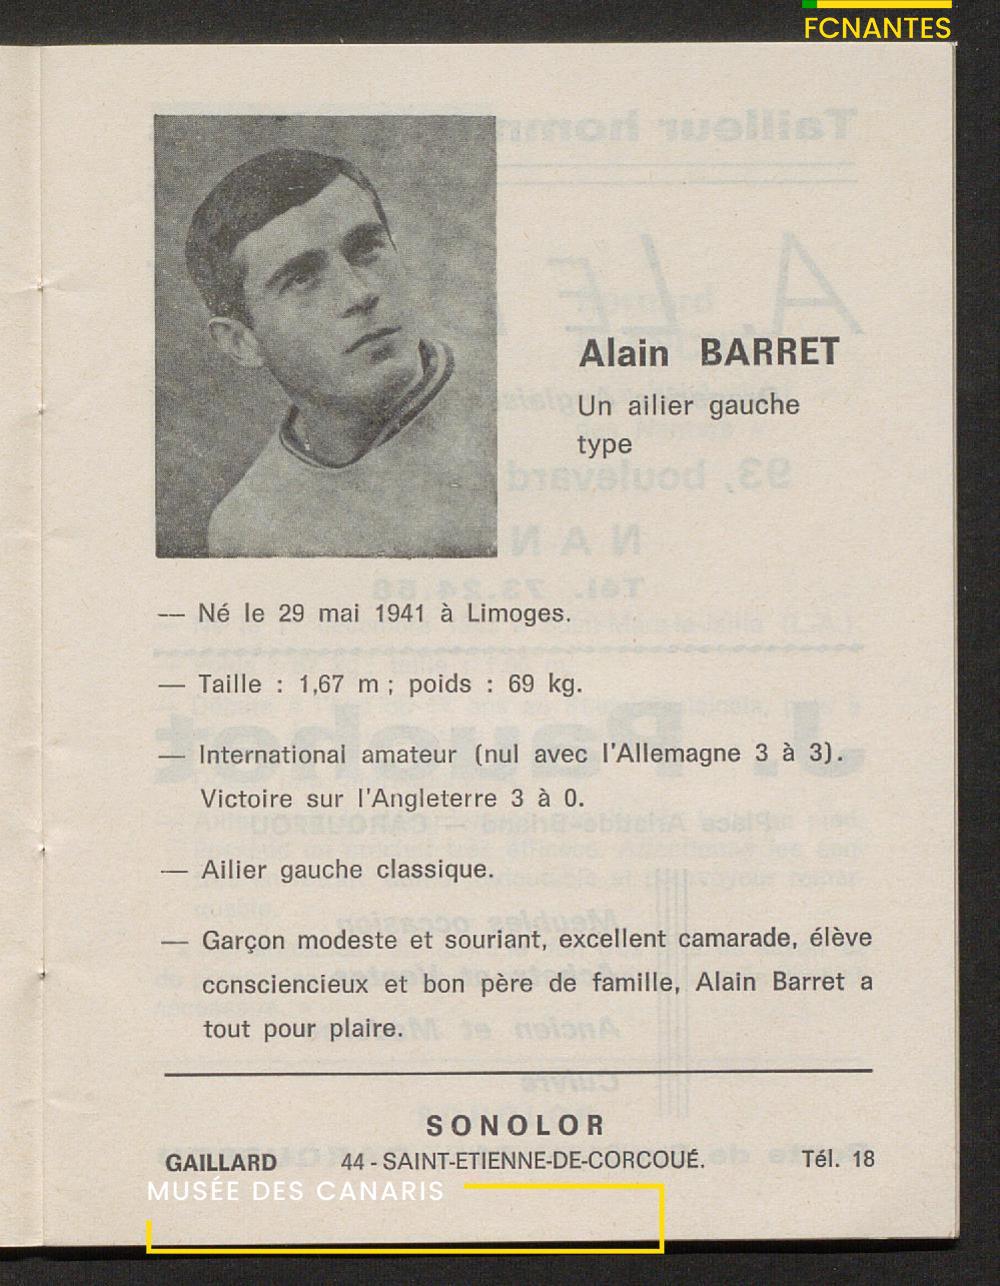 FCNANTES
Alain BARRET
Un ailier gauche
type
— Né le 29 mai 1941 à Limoges.
— Taille : 1,67 m ; poids : 69 kg.
— International amateur (nul avec l'Allemagne 3 à 3).
Victoire sur l'Angleterre 3 à 0.
— Ailier gauche classique.
— Garçon modeste et souriant, excellent camarade, élève
consciencieux et bon père de famille, Alain Barret a
tout pour plaire.
SONOLOR
GAILLARD 44 - SAINT-ETIENNE-DE-CORCOUÉ. Tél. 18
MUSÉE DES CANARIS